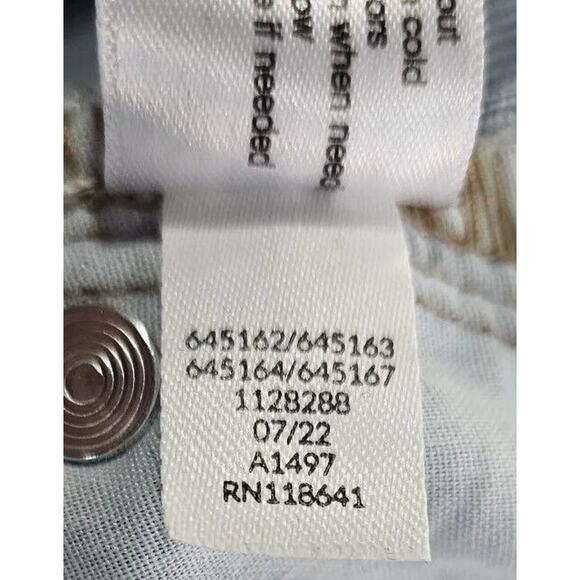 out
n cold
ors
n when need
ow
e if needed
645162/645163
645164/645167
1128288
07/22
A1497
RN118641